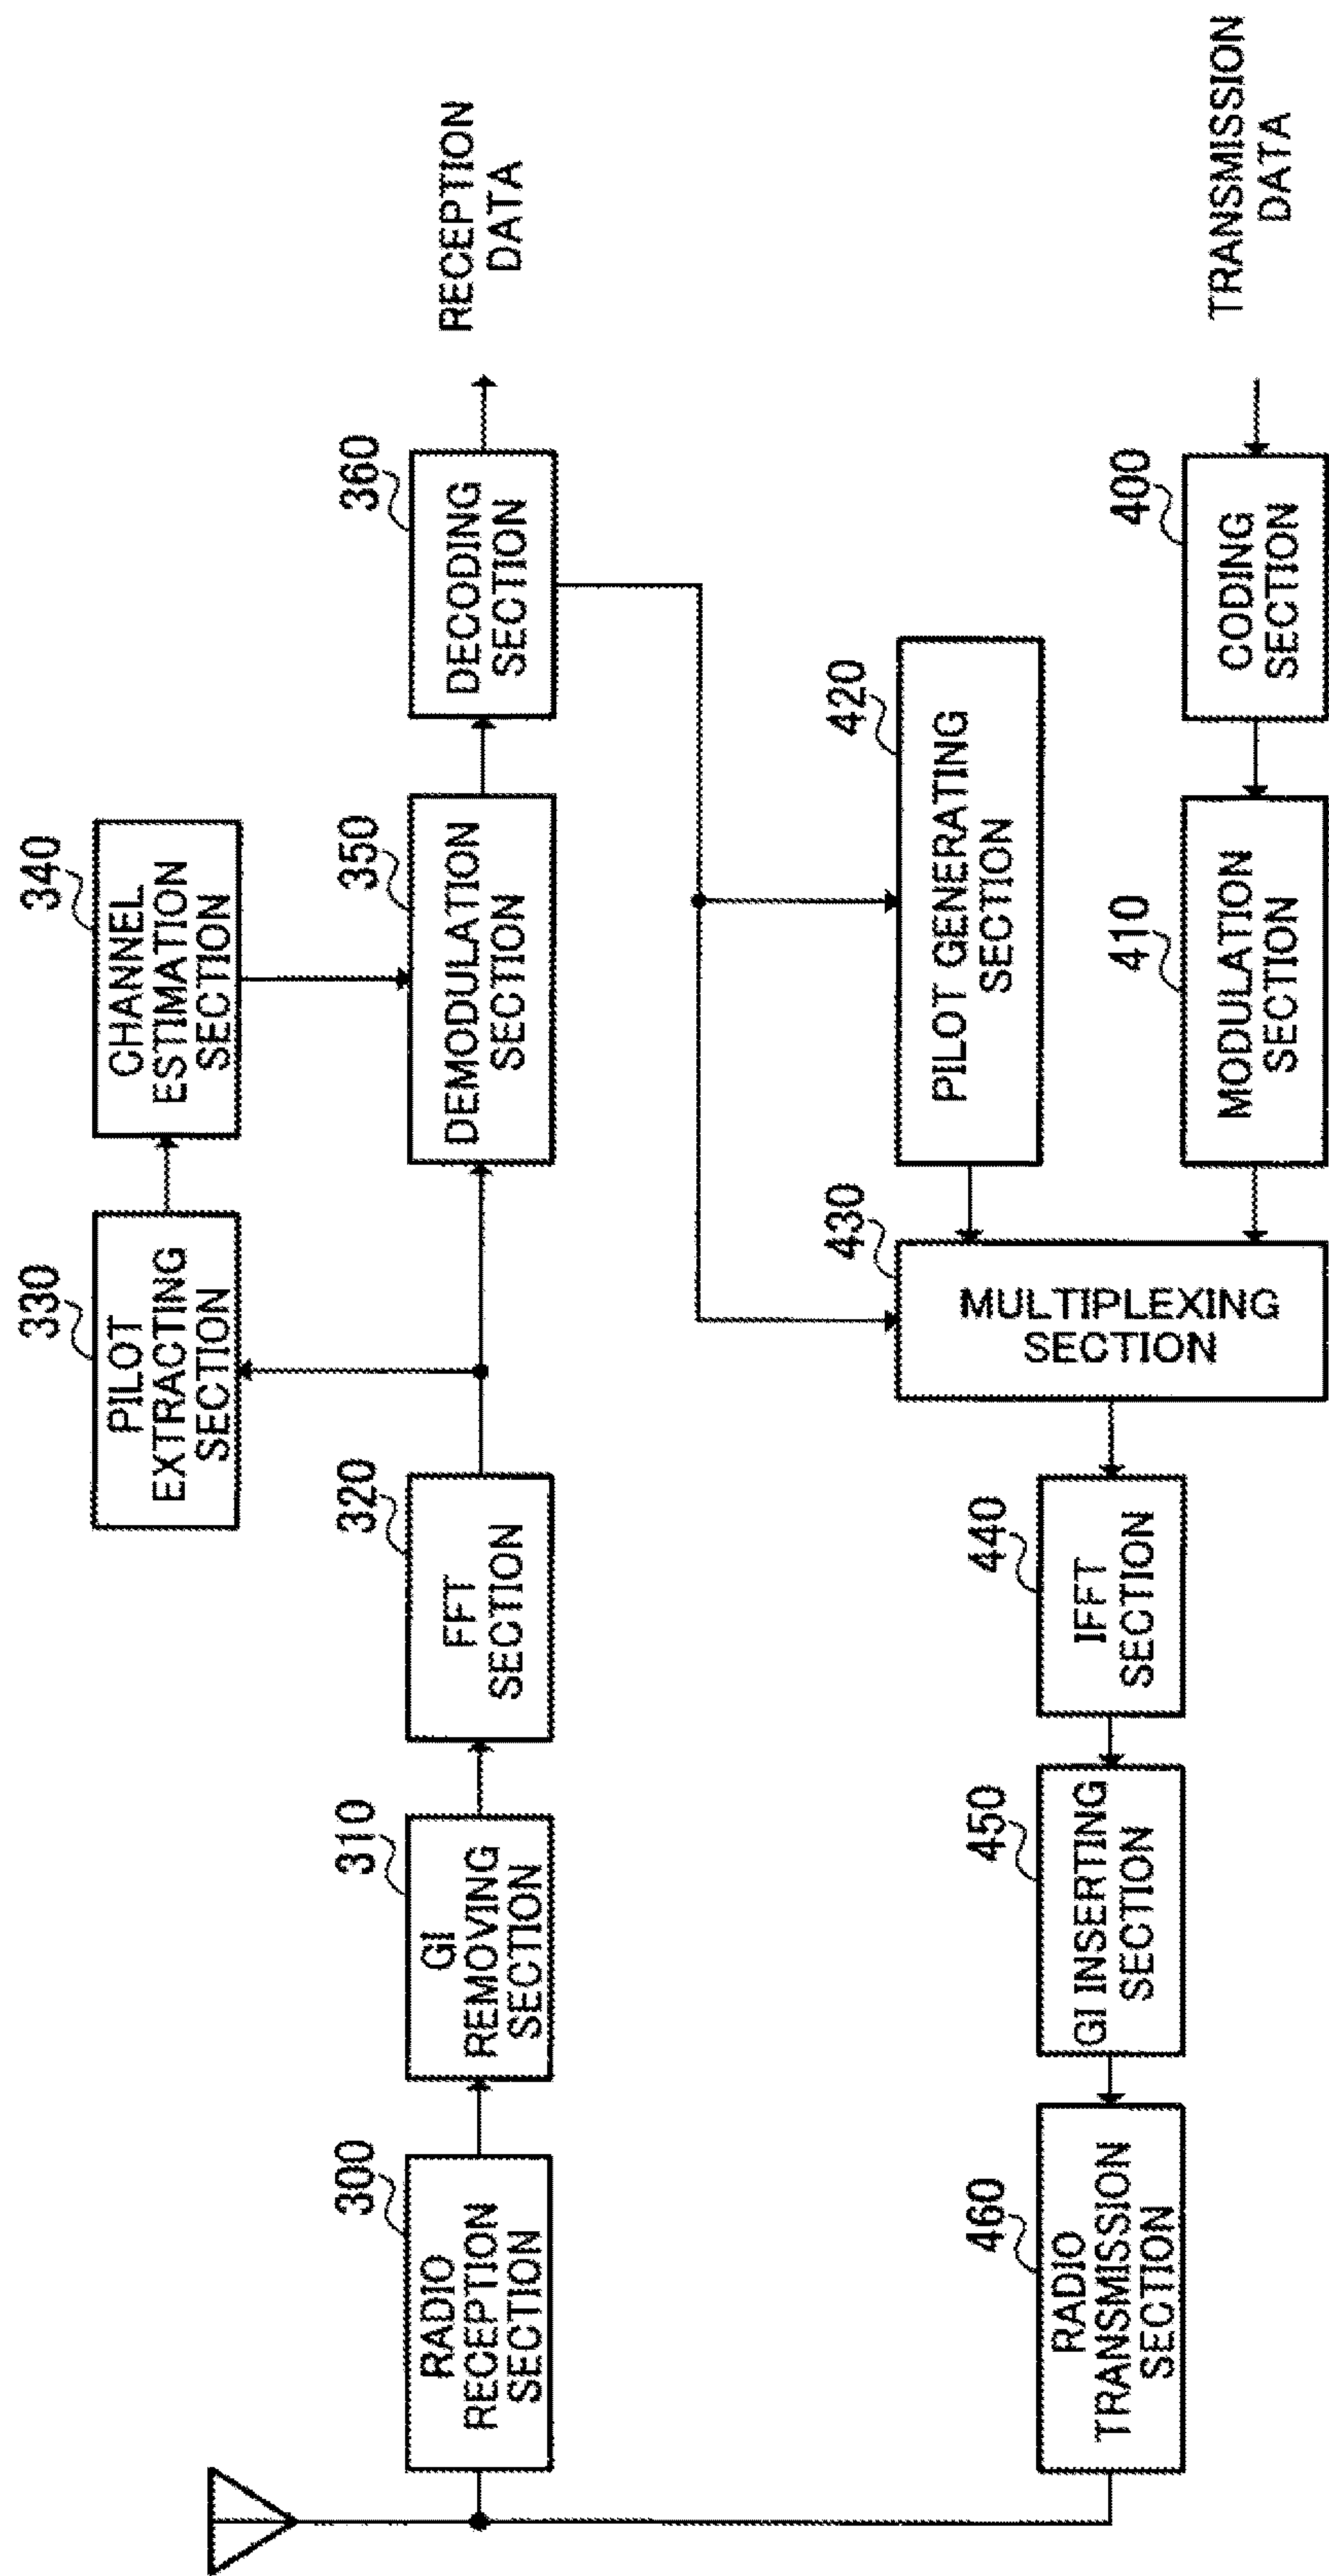 300
RADIO
RECEPTION
SECTION
310
GI
REMOVING
SECTION
320
FFT
SECTION
330
PILOT
EXTRACTING
SECTION
340
CHANNEL
ESTIMATION
SECTION
350
DEMODULATION
SECTION
360
DECODING
SECTION
RECEPTION
DATA
460
RADIO
TRANSMISSION
SECTION
450
GI INSERTING
SECTION
440
IFFT
SECTION
430
MULTIPLEXING
SECTION
420
PILOT GENERATING
SECTION
410
MODULATION
SECTION
400
CODING
SECTION
TRANSMISSION
DATA